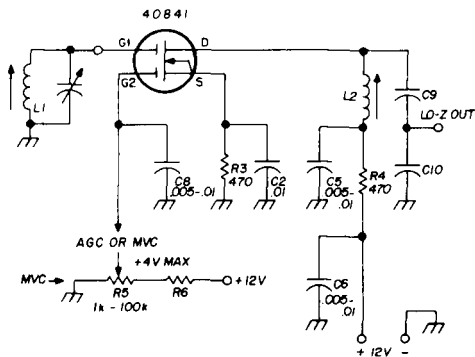 40841
G1
D
G2
S
L1
L2
C9
LO-Z OUT
C8
.005-.01
R3
470
C2
.01
C5
.005
-.01
R4
470
C10
AGC OR MVC
+4V MAX
MVC
R5
1k - 100k
R6
+12V
C6
.005-
.01
+ 12V -